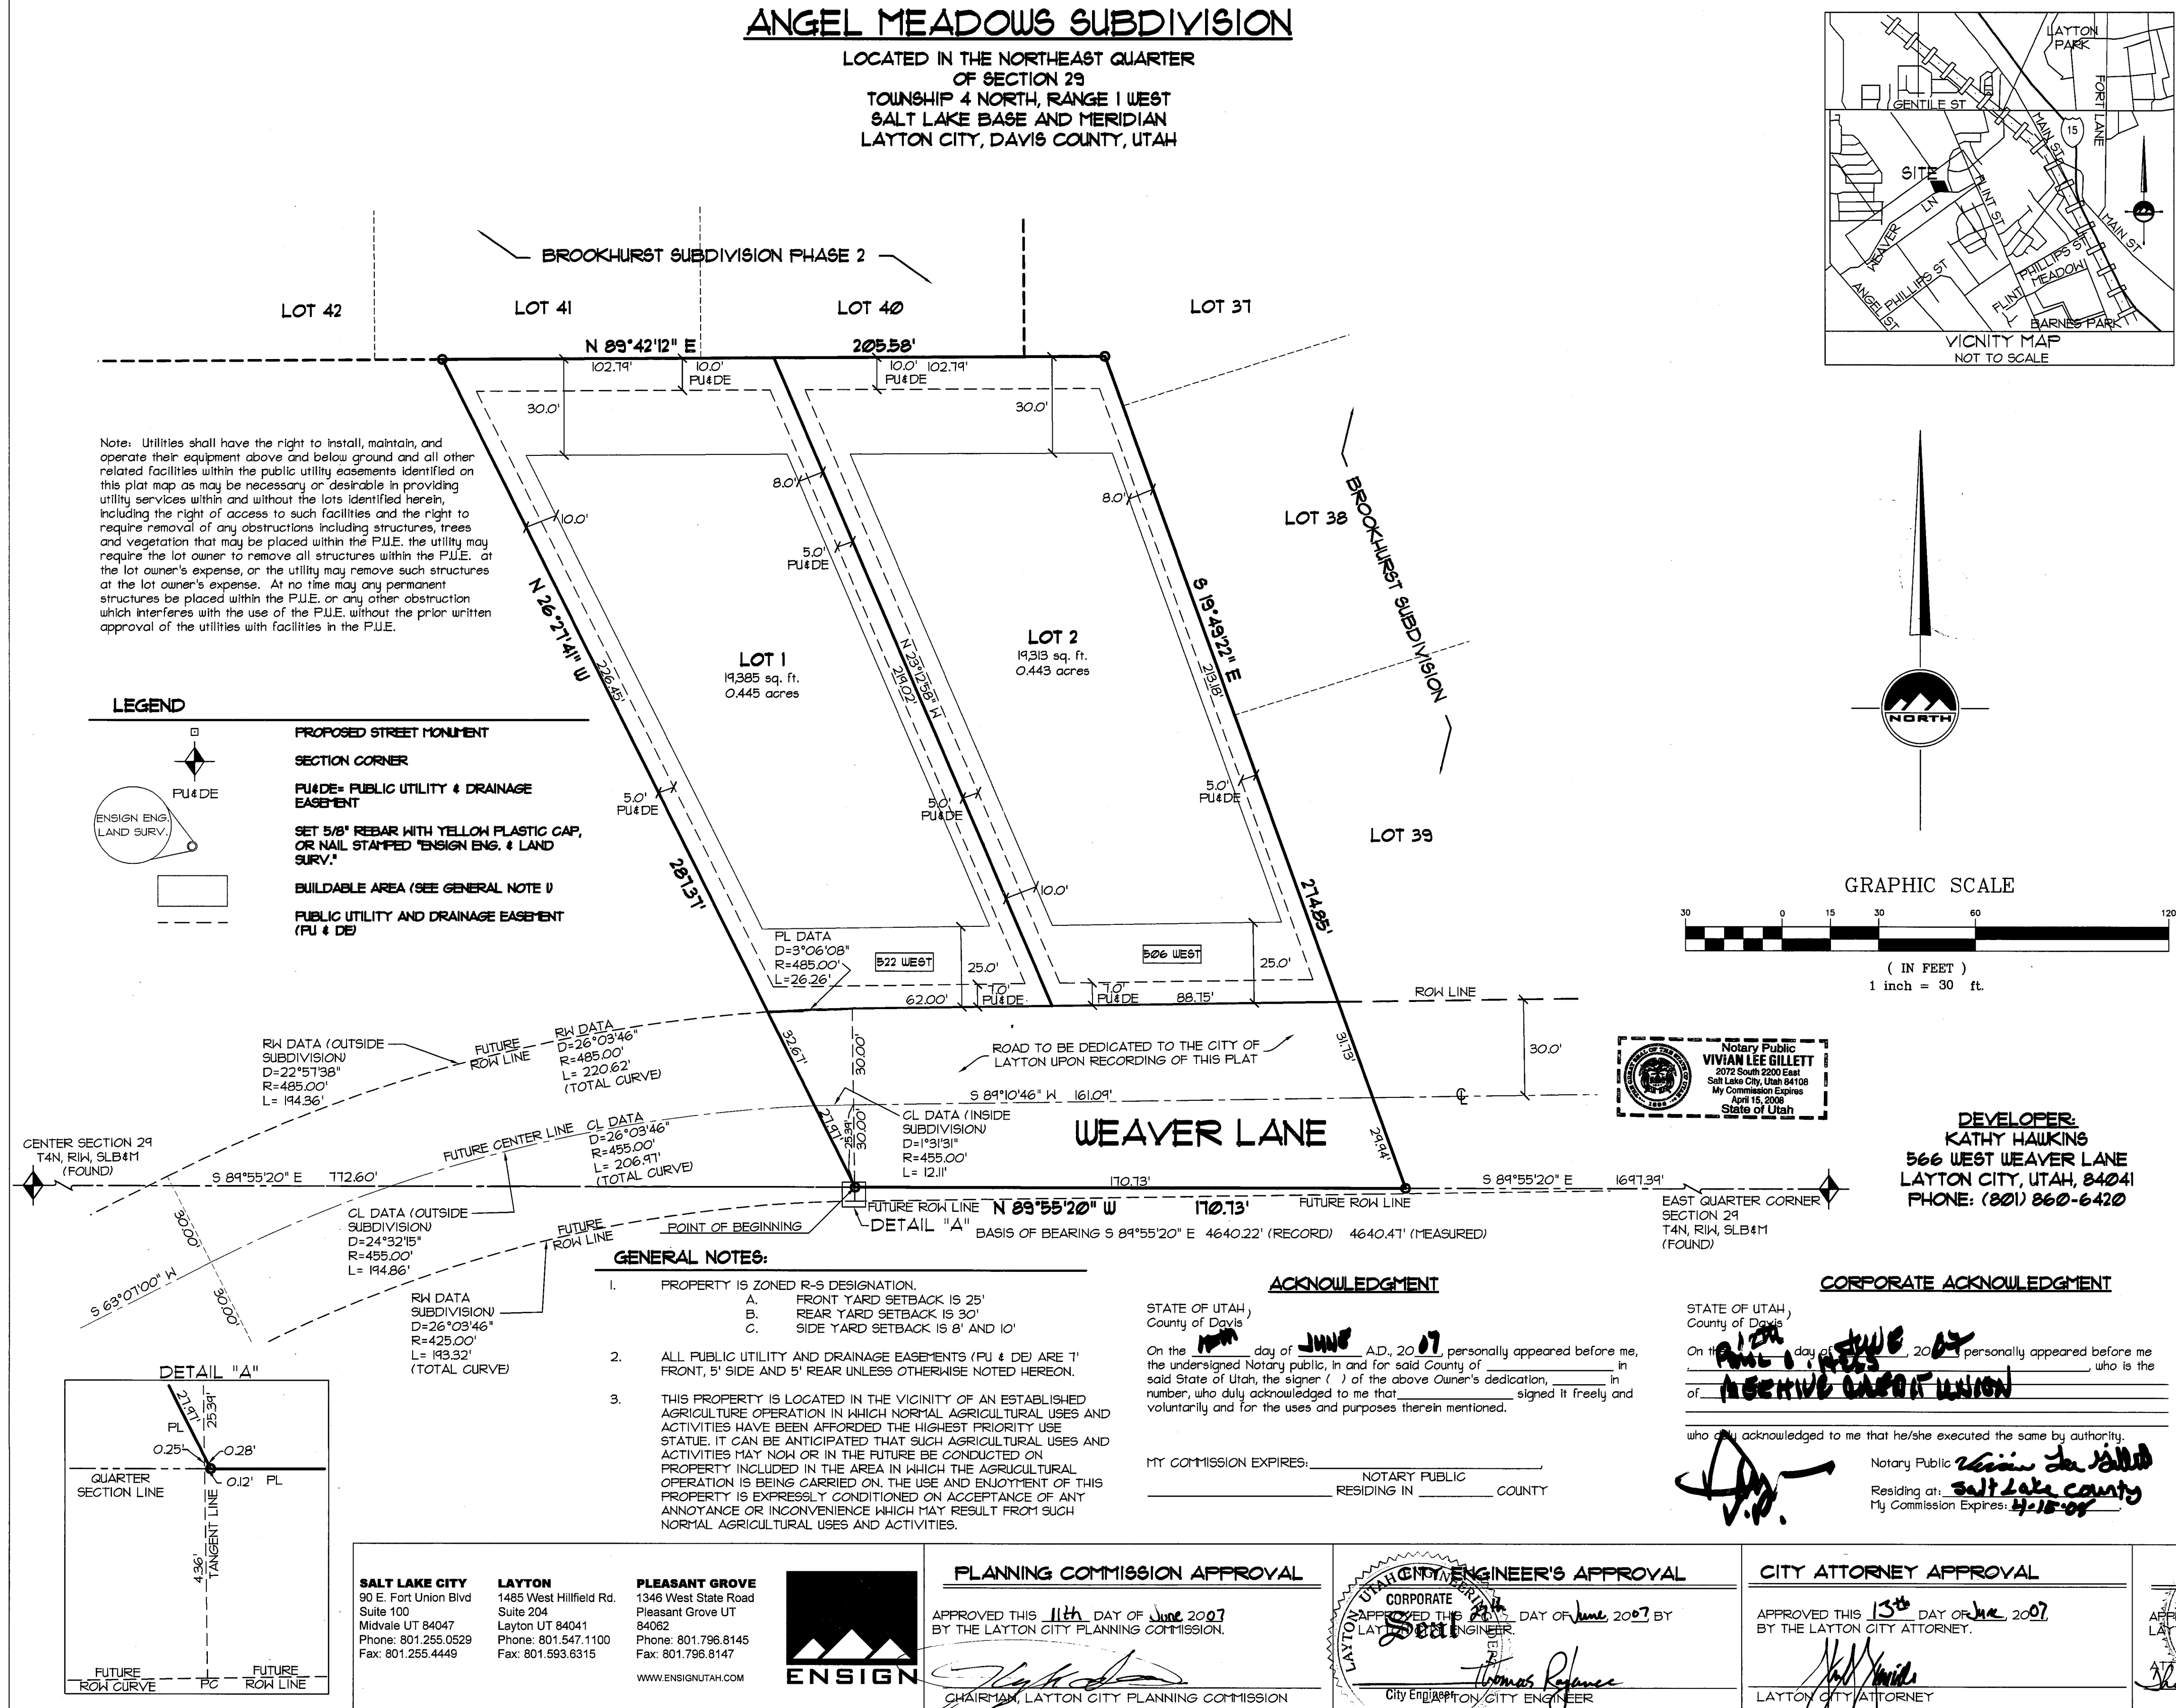 ANGEL MEADOWS SUBDIVISION
LOCATED IN THE NORTHEAST QUARTER
OF SECTION 29
TOWNSHIP 4 NORTH, RANGE 1 WEST
SALT LAKE BASE AND MERIDIAN
LAYTON CITY, DAVIS COUNTY, UTAH
LAYTON
PARK
GENTILE ST
FORT LANE
MAIN ST
15
SITE
FLINT ST
LN
WEAVER
MAIN ST
PHILLIPS ST
MEADOW
PHILLIPS ST
FLINT
ANGEL ST
BARNES PARK
VICNITY MAP
NOT TO SCALE
BROOKHURST SUBDIVISION PHASE 2
LOT 42
LOT 41
LOT 40
LOT 37
N 89°42'12" E
205.58'
102.79'
10.0'
PU&DE
10.0'
102.79'
PU&DE
30.0'
30.0'
Note: Utilities shall have the right to install, maintain, and
operate their equipment above and below ground and all other
related facilities within the public utility easements identified on
this plat map as may be necessary or desirable in providing
utility services within and without the lots identified herein,
including the right of access to such facilities and the right to
require removal of any obstructions including structures, trees
and vegetation that may be placed within the P.U.E. the utility may
require the lot owner to remove all structures within the P.U.E. at
the lot owner's expense, or the utility may remove such structures
at the lot owner's expense. At no time may any permanent
structures be placed within the P.U.E. or any other obstruction
which interferes with the use of the P.U.E. without the prior written
approval of the utilities with facilities in the P.U.E.
8.0'
8.0'
10.0'
5.0'
PU&DE
LOT 38
BROOKHURST SUBDIVISION
N 26°27'41" W
226.45'
287.37'
LOT 1
19,385 sq. ft.
0.445 acres
N 23°12'58" W
219.02'
LOT 2
19,313 sq. ft.
0.443 acres
S 19°49'22" E
213.18'
274.85'
5.0'
PU&DE
5.0'
PU&DE
5.0'
PU&DE
LOT 39
10.0'
NORTH
LEGEND
PROPOSED STREET MONUMENT
SECTION CORNER
PU&DE
PU&DE= PUBLIC UTILITY & DRAINAGE
EASEMENT
ENSIGN ENG.
LAND SURV.
SET 5/8" REBAR WITH YELLOW PLASTIC CAP,
OR NAIL STAMPED "ENSIGN ENG. & LAND
SURV."
BUILDABLE AREA (SEE GENERAL NOTE 1)
PUBLIC UTILITY AND DRAINAGE EASEMENT
(PU & DE)
GRAPHIC SCALE
30 0 15 30 60 120
( IN FEET )
1 inch = 30 ft.
PL DATA
D=3°06'08"
R=485.00'
L=26.26'
522 WEST
25.0'
506 WEST
25.0'
62.00'
7.0'
PU&DE
7.0'
PU&DE
88.75'
ROW LINE
30.0'
RW DATA (OUTSIDE
SUBDIVISION)
D=22°57'38"
R=485.00'
L= 194.36'
FUTURE
ROW LINE
RW DATA
D=26°03'46"
R=485.00'
L= 220.62'
(TOTAL CURVE)
32.67'
30.00'
ROAD TO BE DEDICATED TO THE CITY OF
LAYTON UPON RECORDING OF THIS PLAT
31.73'
S 89°10'46" W 161.09'
CL
27.97'
25.39'
30.00'
CL DATA (INSIDE
SUBDIVISION)
D=1°31'31"
R=455.00'
L= 12.11'
WEAVER LANE
29.94'
Notary Public
VIVIAN LEE GILLETT
2072 South 2200 East
Salt Lake City, Utah 84108
My Commission Expires
April 15, 2008
State of Utah
DEVELOPER:
KATHY HAWKINS
566 WEST WEAVER LANE
LAYTON CITY, UTAH, 84041
PHONE: (801) 860-6420
CENTER SECTION 29
T4N, R1W, SLB&M
(FOUND)
FUTURE CENTER LINE
CL DATA
D=26°03'46"
R=455.00'
L= 206.97'
(TOTAL CURVE)
S 89°55'20" E 772.60'
170.73'
S 89°55'20" E 1697.39'
EAST QUARTER CORNER
SECTION 29
T4N, R1W, SLB&M
(FOUND)
FUTURE ROW LINE
N 89°55'20" W
170.73'
FUTURE ROW LINE
POINT OF BEGINNING
DETAIL "A"
BASIS OF BEARING S 89°55'20" E 4640.22' (RECORD) 4640.47' (MEASURED)
30.00'
30.00'
S 63°07'00" W
CL DATA (OUTSIDE
SUBDIVISION)
D=24°32'15"
R=455.00'
L= 194.86'
FUTURE
ROW LINE
RW DATA
SUBDIVISION)
D=26°03'46"
R=425.00'
L= 193.32'
(TOTAL CURVE)
GENERAL NOTES:
1. PROPERTY IS ZONED R-S DESIGNATION.
A. FRONT YARD SETBACK IS 25'
B. REAR YARD SETBACK IS 30'
C. SIDE YARD SETBACK IS 8' AND 10'
2. ALL PUBLIC UTILITY AND DRAINAGE EASEMENTS (PU & DE) ARE 7'
FRONT, 5' SIDE AND 5' REAR UNLESS OTHERWISE NOTED HEREON.
3. THIS PROPERTY IS LOCATED IN THE VICINITY OF AN ESTABLISHED
AGRICULTURE OPERATION IN WHICH NORMAL AGRICULTURAL USES AND
ACTIVITIES HAVE BEEN AFFORDED THE HIGHEST PRIORITY USE
STATUE. IT CAN BE ANTICIPATED THAT SUCH AGRICULTURAL USES AND
ACTIVITIES MAY NOW OR IN THE FUTURE BE CONDUCTED ON
PROPERTY INCLUDED IN THE AREA IN WHICH THE AGRUCULTURAL
OPERATION IS BEING CARRIED ON. THE USE AND ENJOYMENT OF THIS
PROPERTY IS EXPRESSLY CONDITIONED ON ACCEPTANCE OF ANY
ANNOYANCE OR INCONVENIENCE WHICH MAY RESULT FROM SUCH
NORMAL AGRICULTURAL USES AND ACTIVITIES.
ACKNOWLEDGMENT
STATE OF UTAH )
County of Davis
On the day of JUNE A.D., 2007, personally appeared before me,
the undersigned Notary public, in and for said County of in
said State of Utah, the signer ( ) of the above Owner's dedication, in
number, who duly acknowledged to me that signed it freely and
voluntarily and for the uses and purposes therein mentioned.
MY COMMISSION EXPIRES:
NOTARY PUBLIC
RESIDING IN COUNTY
CORPORATE ACKNOWLEDGMENT
STATE OF UTAH )
County of Davis
On the 12th day of JUNE, 2007 personally appeared before me
who is the
of CREDIT UNION
who duly acknowledged to me that he/she executed the same by authority.
V.P.
Notary Public Vivian Lee Gillett
Residing at: Salt Lake County
My Commission Expires: 4-15-08
DETAIL "A"
27.97'
25.39'
PL
0.25'
0.28'
0.12'
PL
QUARTER
SECTION LINE
4.36'
TANGENT LINE
FUTURE
ROW CURVE
PC
FUTURE
ROW LINE
SALT LAKE CITY
90 E. Fort Union Blvd
Suite 100
Midvale UT 84047
Phone: 801.255.0529
Fax: 801.255.4449
LAYTON
1485 West Hillfield Rd.
Suite 204
Layton UT 84041
Phone: 801.547.1100
Fax: 801.593.6315
PLEASANT GROVE
1346 West State Road
Pleasant Grove UT
84062
Phone: 801.796.8145
Fax: 801.796.8147
WWW.ENSIGNUTAH.COM
ENSIGN
PLANNING COMMISSION APPROVAL
APPROVED THIS 11th DAY OF June 2007
BY THE LAYTON CITY PLANNING COMMISSION.
CHAIRMAN, LAYTON CITY PLANNING COMMISSION
CITY ENGINEER'S APPROVAL
APPROVED THIS 27th DAY OF June, 2007 BY
LAYTON CITY ENGINEER.
CORPORATE
Seal
City Engineer
LAYTON CITY ENGINEER
CITY ATTORNEY APPROVAL
APPROVED THIS 13th DAY OF June, 2007
BY THE LAYTON CITY ATTORNEY.
LAYTON CITY ATTORNEY